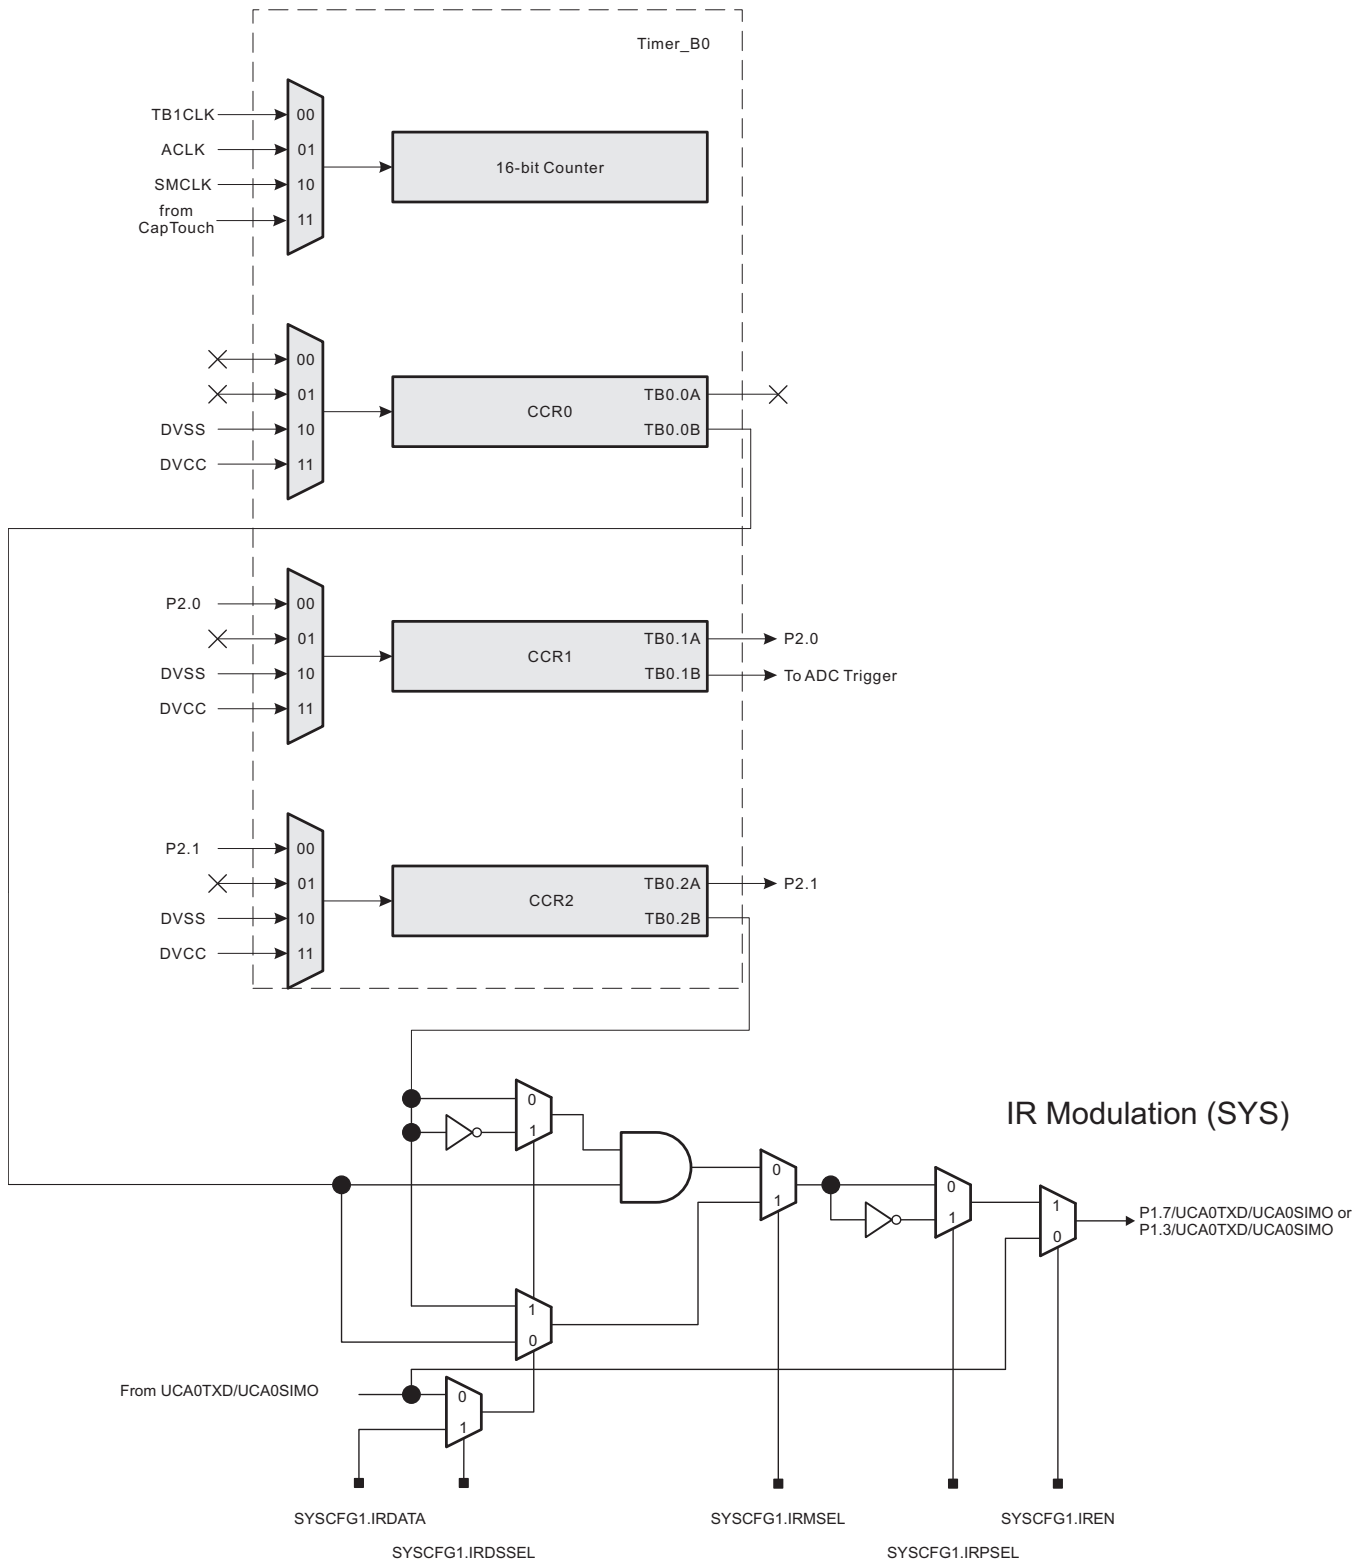 Timer_B0
TB1CLK
00
ACLK
01
16-bit Counter
SMCLK
10
from
CapTouch
11
00
01
TB0.0A
CCR0
DVSS
10
TB0.0B
DVCC
11
P2.0
00
01
TB0.1A
P2.0
CCR1
DVSS
10
TB0.1B
To ADC Trigger
DVCC
11
P2.1
00
01
TB0.2A
P2.1
CCR2
DVSS
10
TB0.2B
DVCC
11
IR Modulation (SYS)
0
1
0
1
0
1
1
0
P1.7/UCA0TXD/UCA0SIMO or
P1.3/UCA0TXD/UCA0SIMO
1
0
From UCA0TXD/UCA0SIMO
0
1
SYSCFG1.IRDATA
SYSCFG1.IRMSEL
SYSCFG1.IREN
SYSCFG1.IRDSSEL
SYSCFG1.IRPSEL